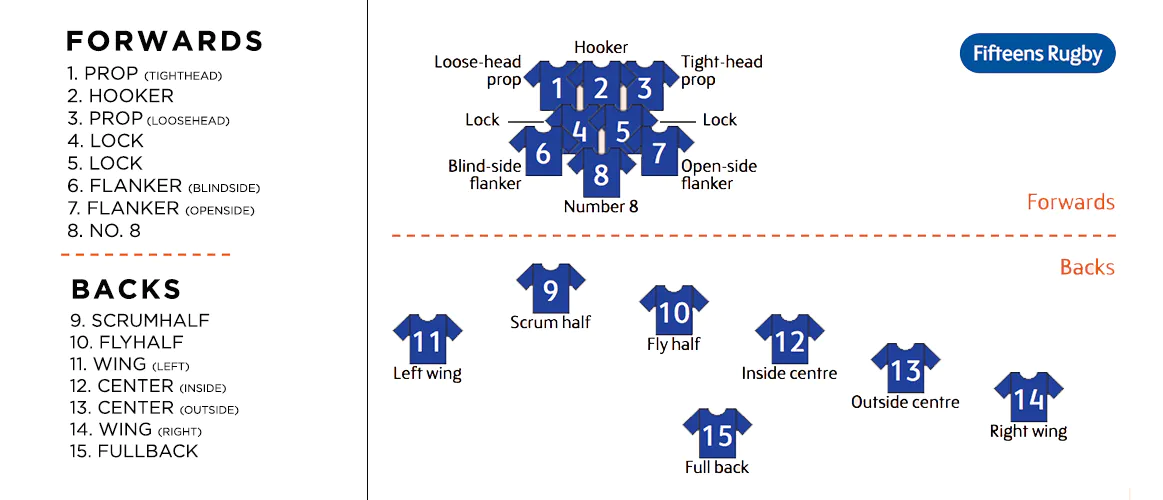 FORWARDS
1. PROP (TIGHTHEAD)
2. HOOKER
3. PROP (LOOSEHEAD)
4. LOCK
5. LOCK
6. FLANKER (BLINDSIDE)
7. FLANKER (OPENSIDE)
8. NO. 8
BACKS
9. SCRUMHALF
10. FLYHALF
11. WING (LEFT)
12. CENTER (INSIDE)
13. CENTER (OUTSIDE)
14. WING (RIGHT)
15. FULLBACK
Fifteens Rugby
Hooker
Loose-head
prop
Tight-head
prop
1 2 3
Lock
4 5
Lock
6 7
Blind-side
flanker
8
Open-side
flanker
Number 8
Forwards
Backs
9
Scrum half
10
Fly half
11
Left wing
12
Inside centre
13
Outside centre
14
Right wing
15
Full back